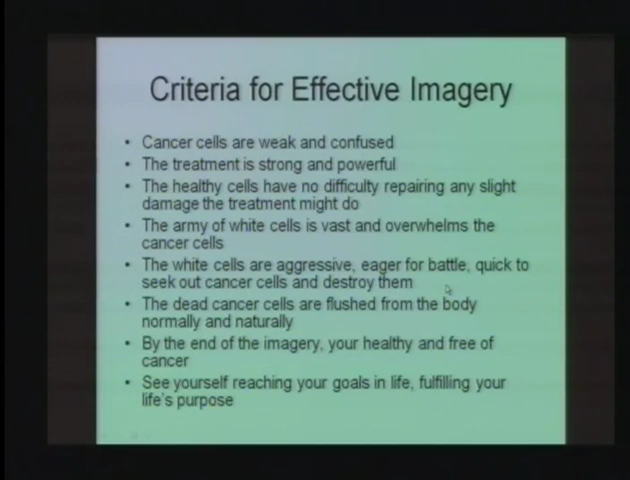 Criteria for Effective Imagery
• Cancer cells are weak and confused
• The treatment is strong and powerful
• The healthy cells have no difficulty repairing any slight
damage the treatment might do
• The army of white cells is vast and overwhelms the
cancer cells
• The white cells are aggressive, eager for battle, quick to
seek out cancer cells and destroy them
• The dead cancer cells are flushed from the body
normally and naturally
• By the end of the imagery, your healthy and free of
cancer
• See yourself reaching your goals in life, fulfilling your
life's purpose